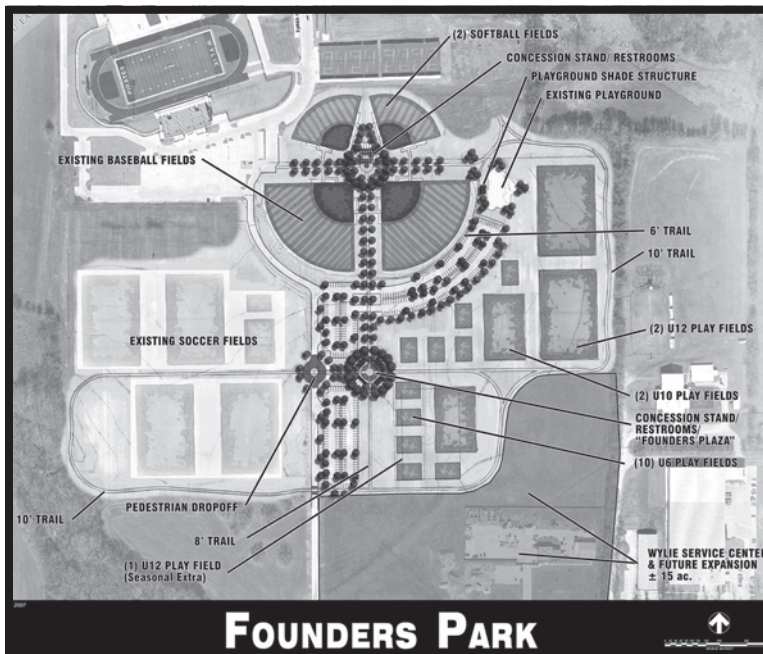 (2) SOFTBALL FIELDS
CONCESSION STAND/ RESTROOMS
PLAYGROUND SHADE STRUCTURE
EXISTING PLAYGROUND
EXISTING BASEBALL FIELDS
6' TRAIL
10' TRAIL
(2) U12 PLAY FIELDS
EXISTING SOCCER FIELDS
(2) U10 PLAY FIELDS
CONCESSION STAND/
RESTROOMS/
"FOUNDERS PLAZA"
(10) U6 PLAY FIELDS
PEDESTRIAN DROPOFF
10' TRAIL
8' TRAIL
(1) U12 PLAY FIELD
(Seasonal Extra)
WYLIE SERVICE CENTER
& FUTURE EXPANSION
± 15 ac.
2007
FOUNDERS PARK